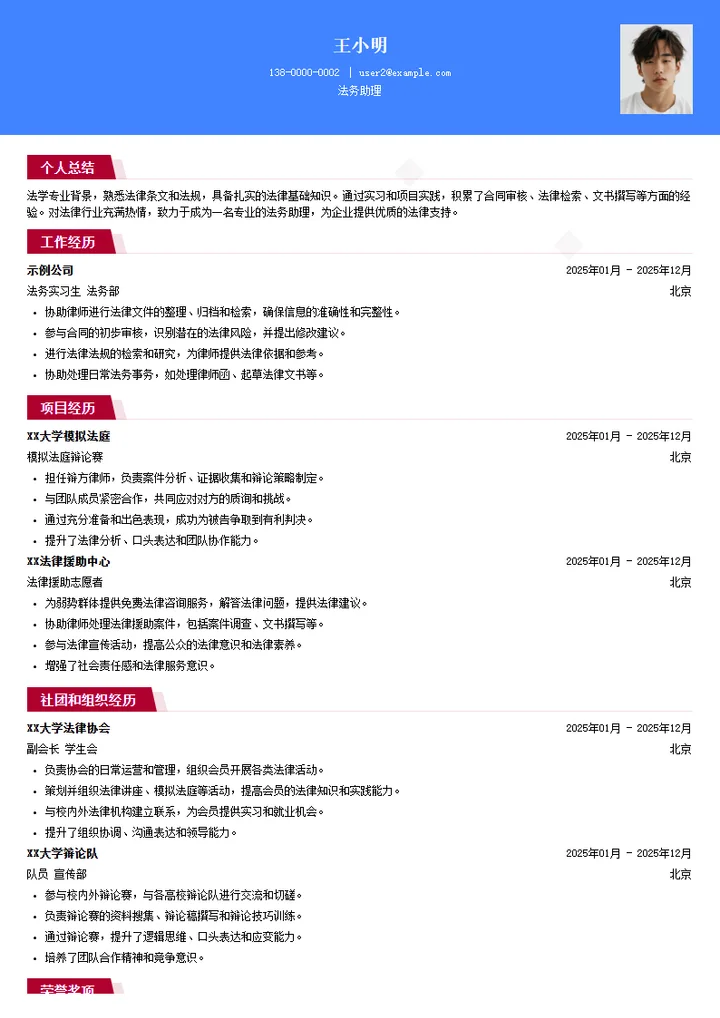 王小明
138-0000-0002 | user2@example.com
法务助理
个人总结
法学专业背景，熟悉法律条文和法规，具备扎实的法律基础知识。通过实习和项目实践，积累了合同审核、法律检索、文书撰写等方面的经
验。对法律行业充满热情，致力于成为一名专业的法务助理，为企业提供优质的法律支持。
工作经历
示例公司 2025年01月 - 2025年12月
法务实习生 法务部 北京
• 协助律师进行法律文件的整理、归档和检索，确保信息的准确性和完整性。
• 参与合同的初步审核，识别潜在的法律风险，并提出修改建议。
• 进行法律法规的检索和研究，为律师提供法律依据和参考。
• 协助处理日常法务事务，如处理律师函、起草法律文书等。
项目经历
XX大学模拟法庭 2025年01月 - 2025年12月
模拟法庭辩论赛 北京
• 担任辩方律师，负责案件分析、证据收集和辩论策略制定。
• 与团队成员紧密合作，共同应对对方的质询和挑战。
• 通过充分准备和出色表现，成功为被告争取到有利判决。
• 提升了法律分析、口头表达和团队协作能力。
XX法律援助中心 2025年01月 - 2025年12月
法律援助志愿者 北京
• 为弱势群体提供免费法律咨询服务，解答法律问题，提供法律建议。
• 协助律师处理法律援助案件，包括案件调查、文书撰写等。
• 参与法律宣传活动，提高公众的法律意识和法律素养。
• 增强了社会责任感和法律服务意识。
社团和组织经历
XX大学法律协会 2025年01月 - 2025年12月
副会长 学生会 北京
• 负责协会的日常运营和管理，组织会员开展各类法律活动。
• 策划并组织法律讲座、模拟法庭等活动，提高会员的法律知识和实践能力。
• 与校内外法律机构建立联系，为会员提供实习和就业机会。
• 提升了组织协调、沟通表达和领导能力。
XX大学辩论队 2025年01月 - 2025年12月
队员 宣传部 北京
• 参与校内外辩论赛，与各高校辩论队进行交流和切磋。
• 负责辩论赛的资料搜集、辩论稿撰写和辩论技巧训练。
• 通过辩论赛，提升了逻辑思维、口头表达和应变能力。
• 培养了团队合作精神和竞争意识。
荣誉奖项